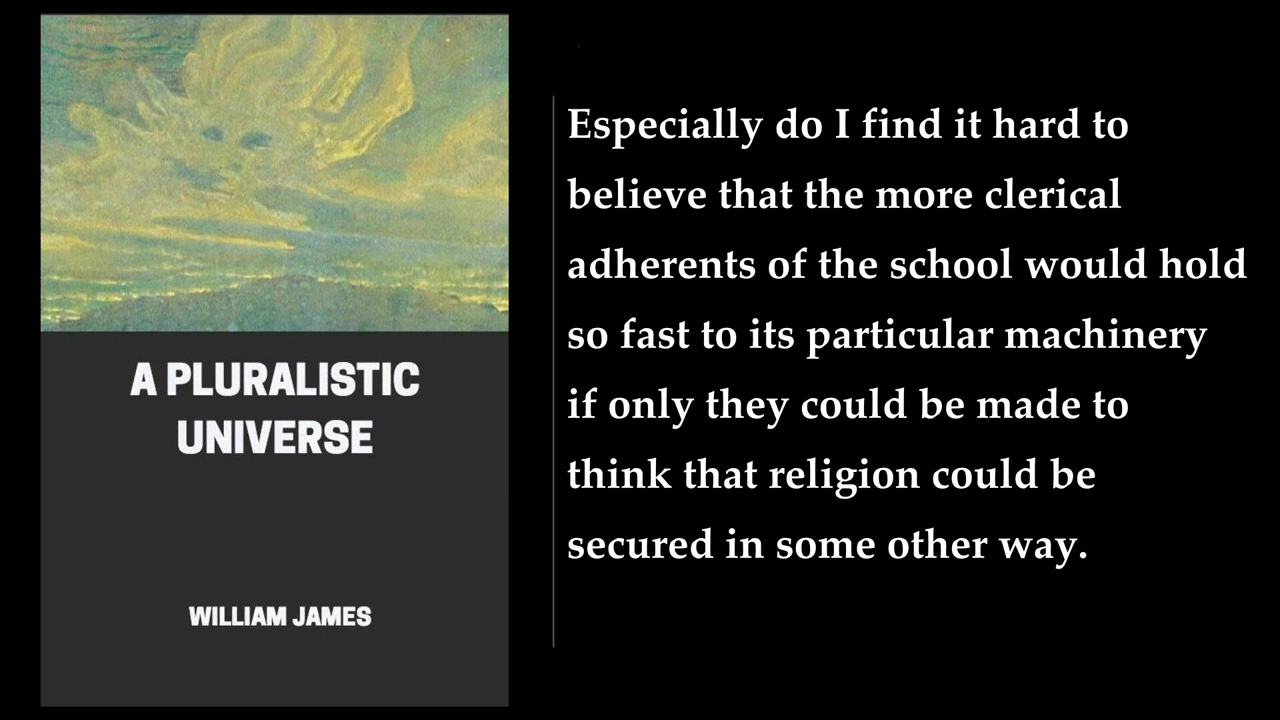 A PLURALISTIC
UNIVERSE
WILLIAM JAMES
Especially do I find it hard to
believe that the more clerical
adherents of the school would hold
so fast to its particular machinery
if only they could be made to
think that religion could be
secured in some other way.